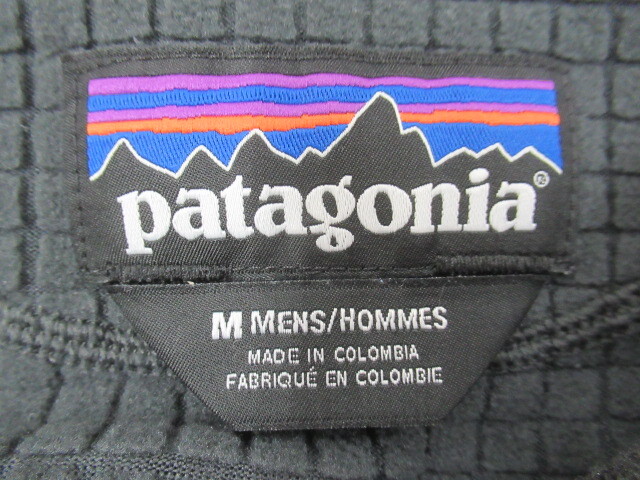 patagonia®
M MENS/HOMMES
MADE IN COLOMBIA
FABRIQUÉ EN COLOMBIE